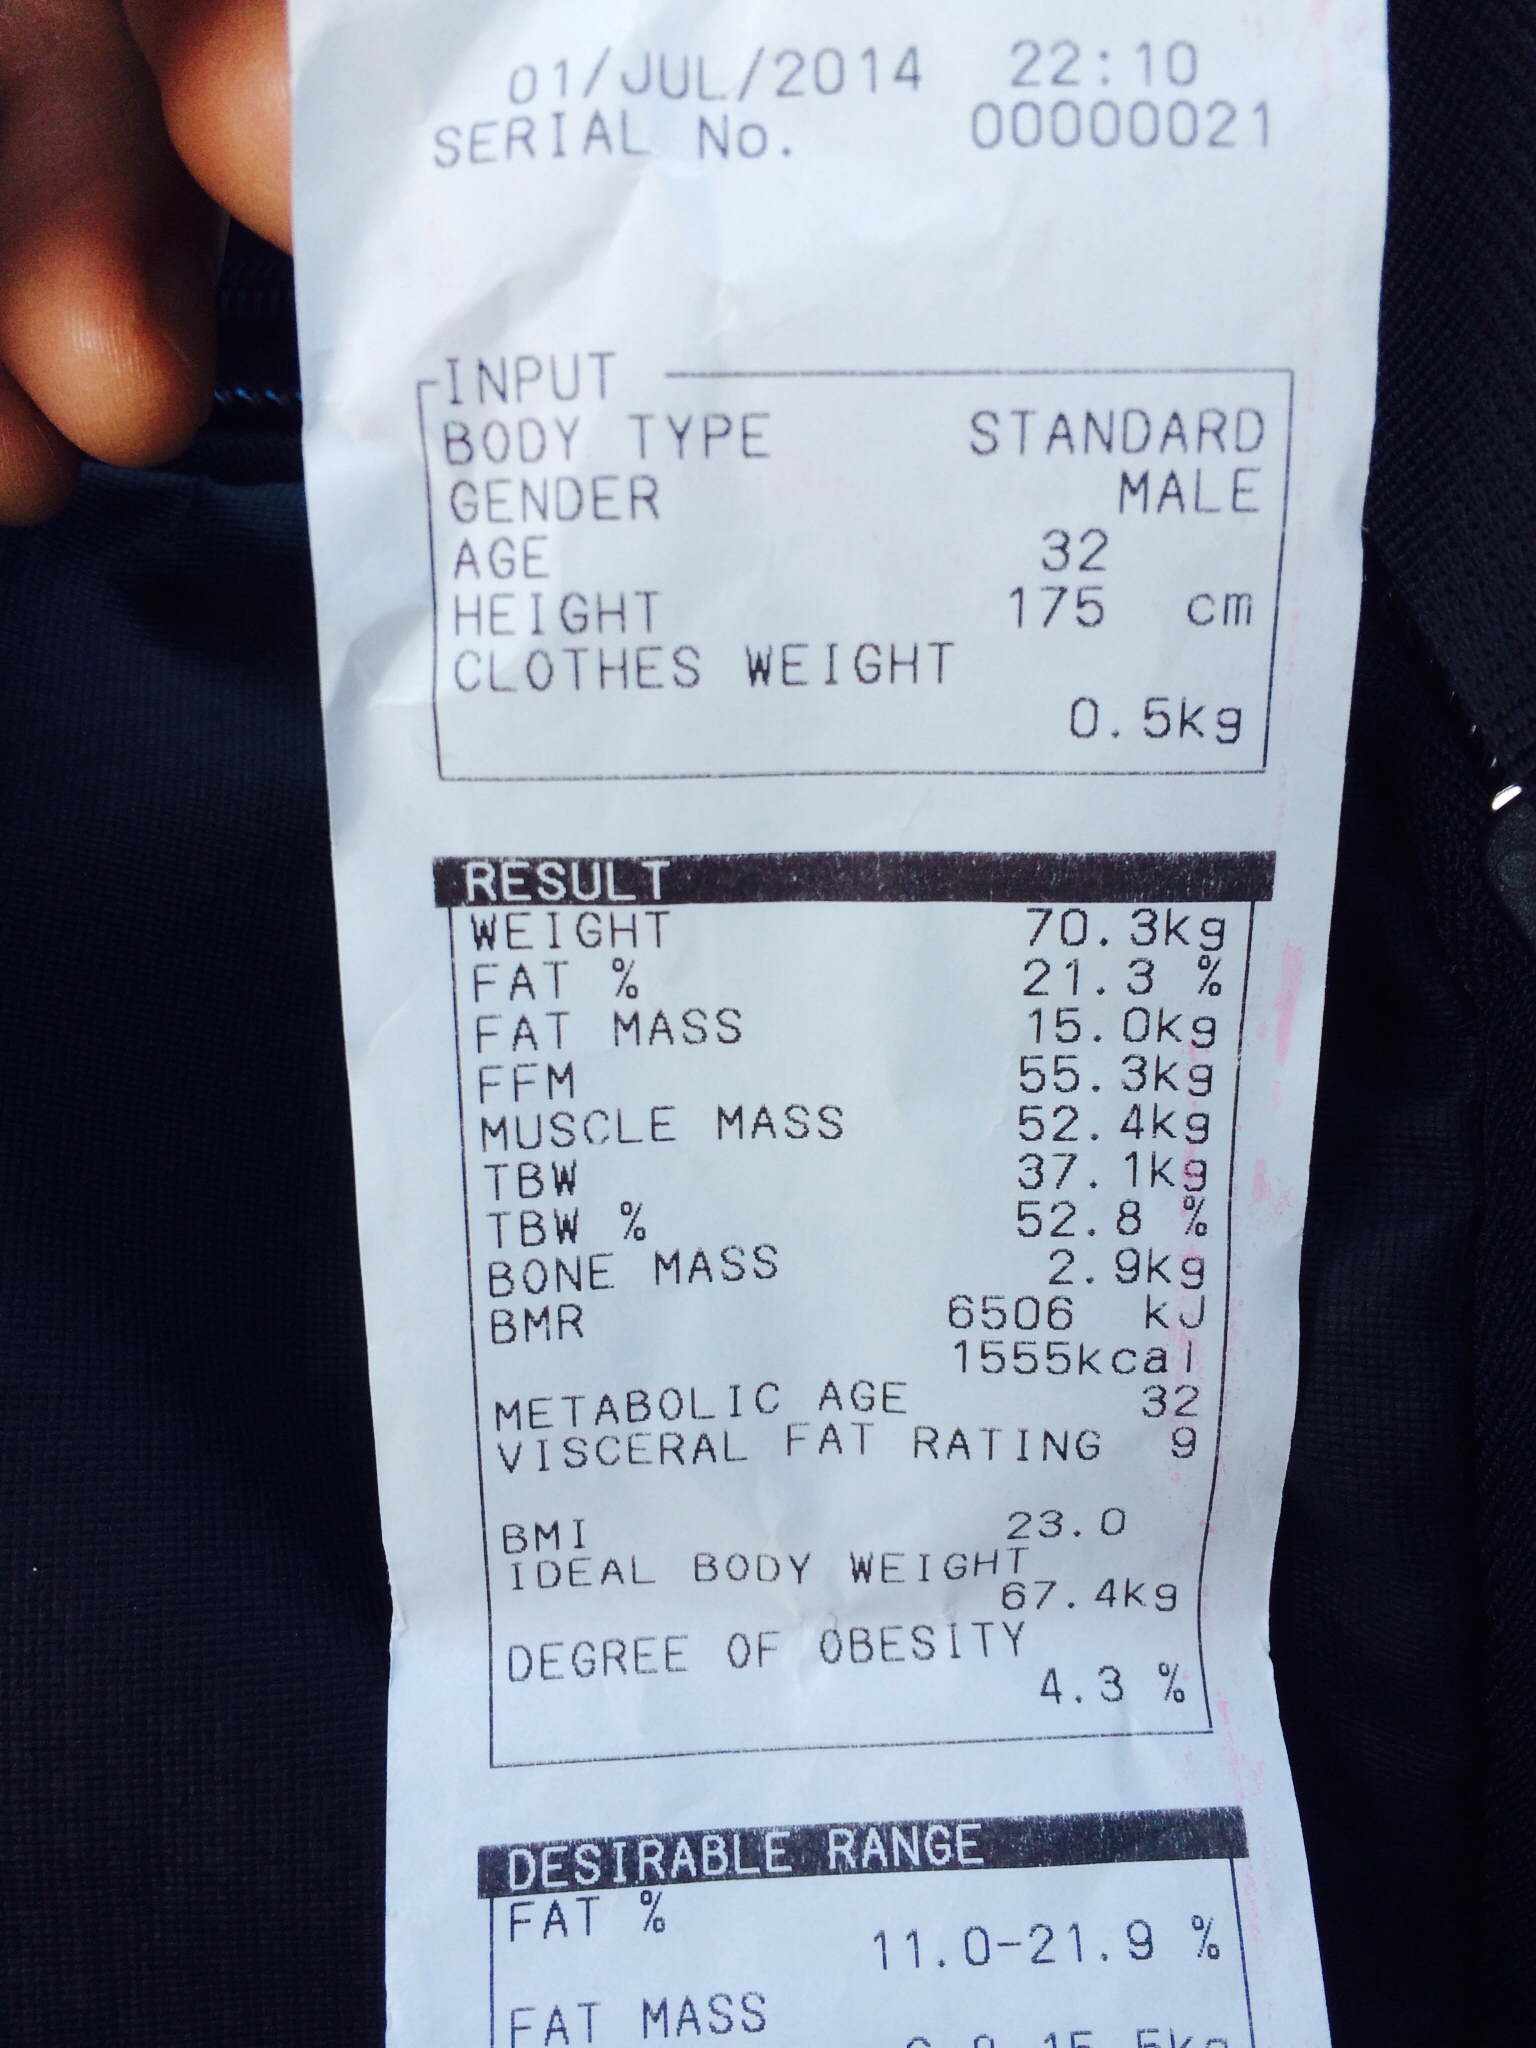 01/JUL/2014 22:10
SERIAL No. 00000021
INPUT
BODY TYPE STANDARD
GENDER MALE
AGE 32
HEIGHT 175 cm
CLOTHES WEIGHT
0.5kg
RESULT
WEIGHT 70.3kg
FAT % 21.3 %
FAT MASS 15.0kg
FFM 55.3kg
MUSCLE MASS 52.4kg
TBW 37.1kg
TBW % 52.8 %
BONE MASS 2.9kg
BMR 6506 kJ
1555kcal
METABOLIC AGE 32
VISCERAL FAT RATING 9
BMI 23.0
IDEAL BODY WEIGHT
67.4kg
DEGREE OF OBESITY
4.3 %
DESIRABLE RANGE
FAT %
11.0-21.9 %
FAT MASS